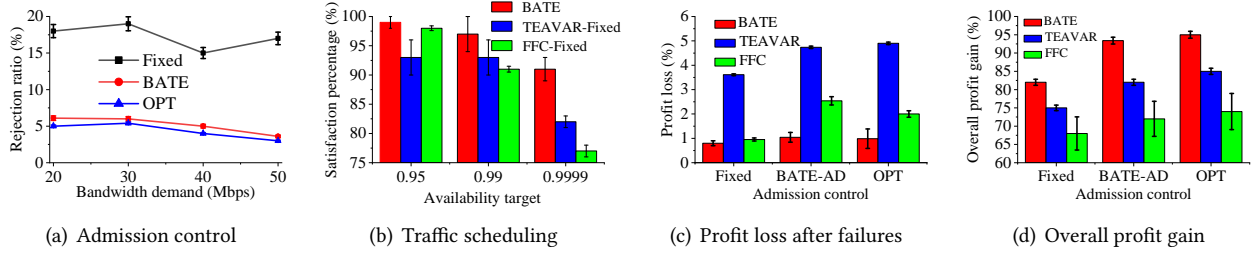 Rejection ratio (%)
20
15
10
5
0
Fixed
BATE
OPT
20
30
40
50
Bandwidth demand (Mbps)
(a) Admission control
Satisfaction percentage (%)
100
95
90
85
80
75
BATE
TEAVAR-Fixed
FFC-Fixed
0.95
0.99
0.9999
Availability target
(b) Traffic scheduling
Profit loss (%)
6
5
4
3
2
1
0
BATE
TEAVAR
FFC
Fixed
BATE-AD
OPT
Admission control
(c) Profit loss after failures
Overall profit gain (%)
100
95
90
85
80
75
70
65
60
BATE
TEAVAR
FFC
Fixed
BATE-AD
OPT
Admission control
(d) Overall profit gain